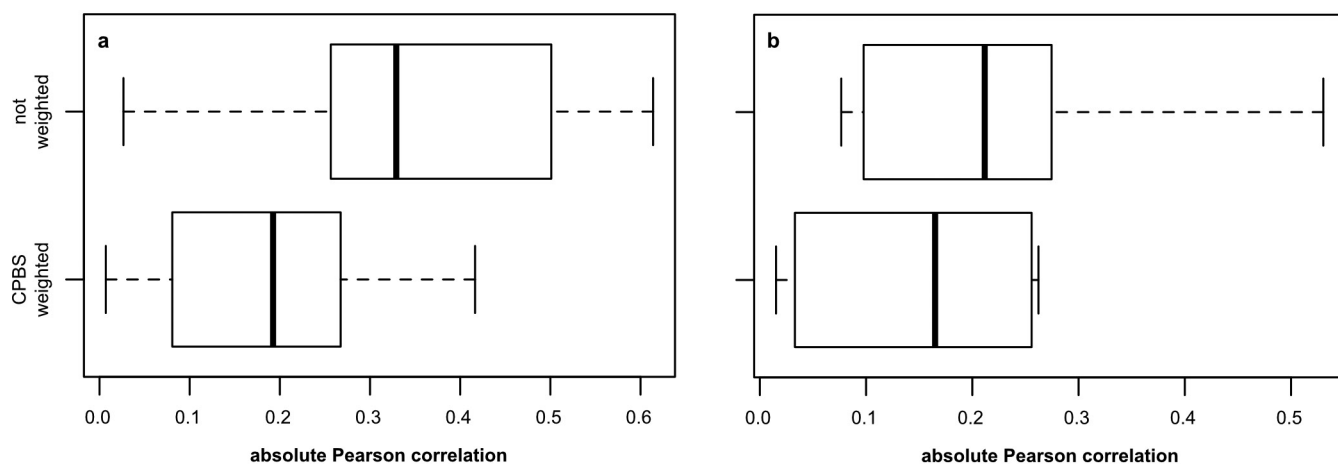 a
not
weighted
CPBS
weighted
0.0 0.1 0.2 0.3 0.4 0.5 0.6
absolute Pearson correlation
b
0.0 0.1 0.2 0.3 0.4 0.5
absolute Pearson correlation